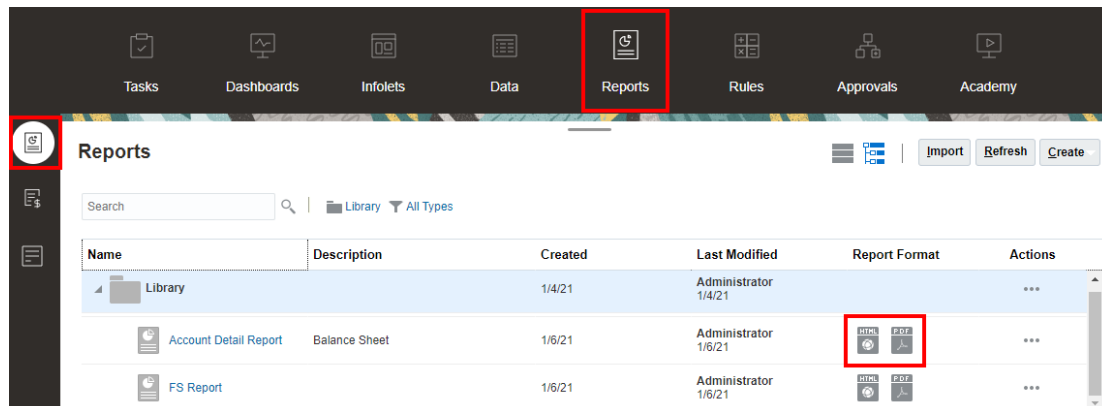 Tasks Dashboards Infolets Data Reports Rules Approvals Academy
Reports Import Refresh Create
Search Library All Types
Name Description Created Last Modified Report Format Actions
Library 1/4/21 Administrator
1/4/21
Account Detail Report Balance Sheet 1/6/21 Administrator HTML PDF
1/6/21
FS Report 1/6/21 Administrator HTML PDF
1/6/21